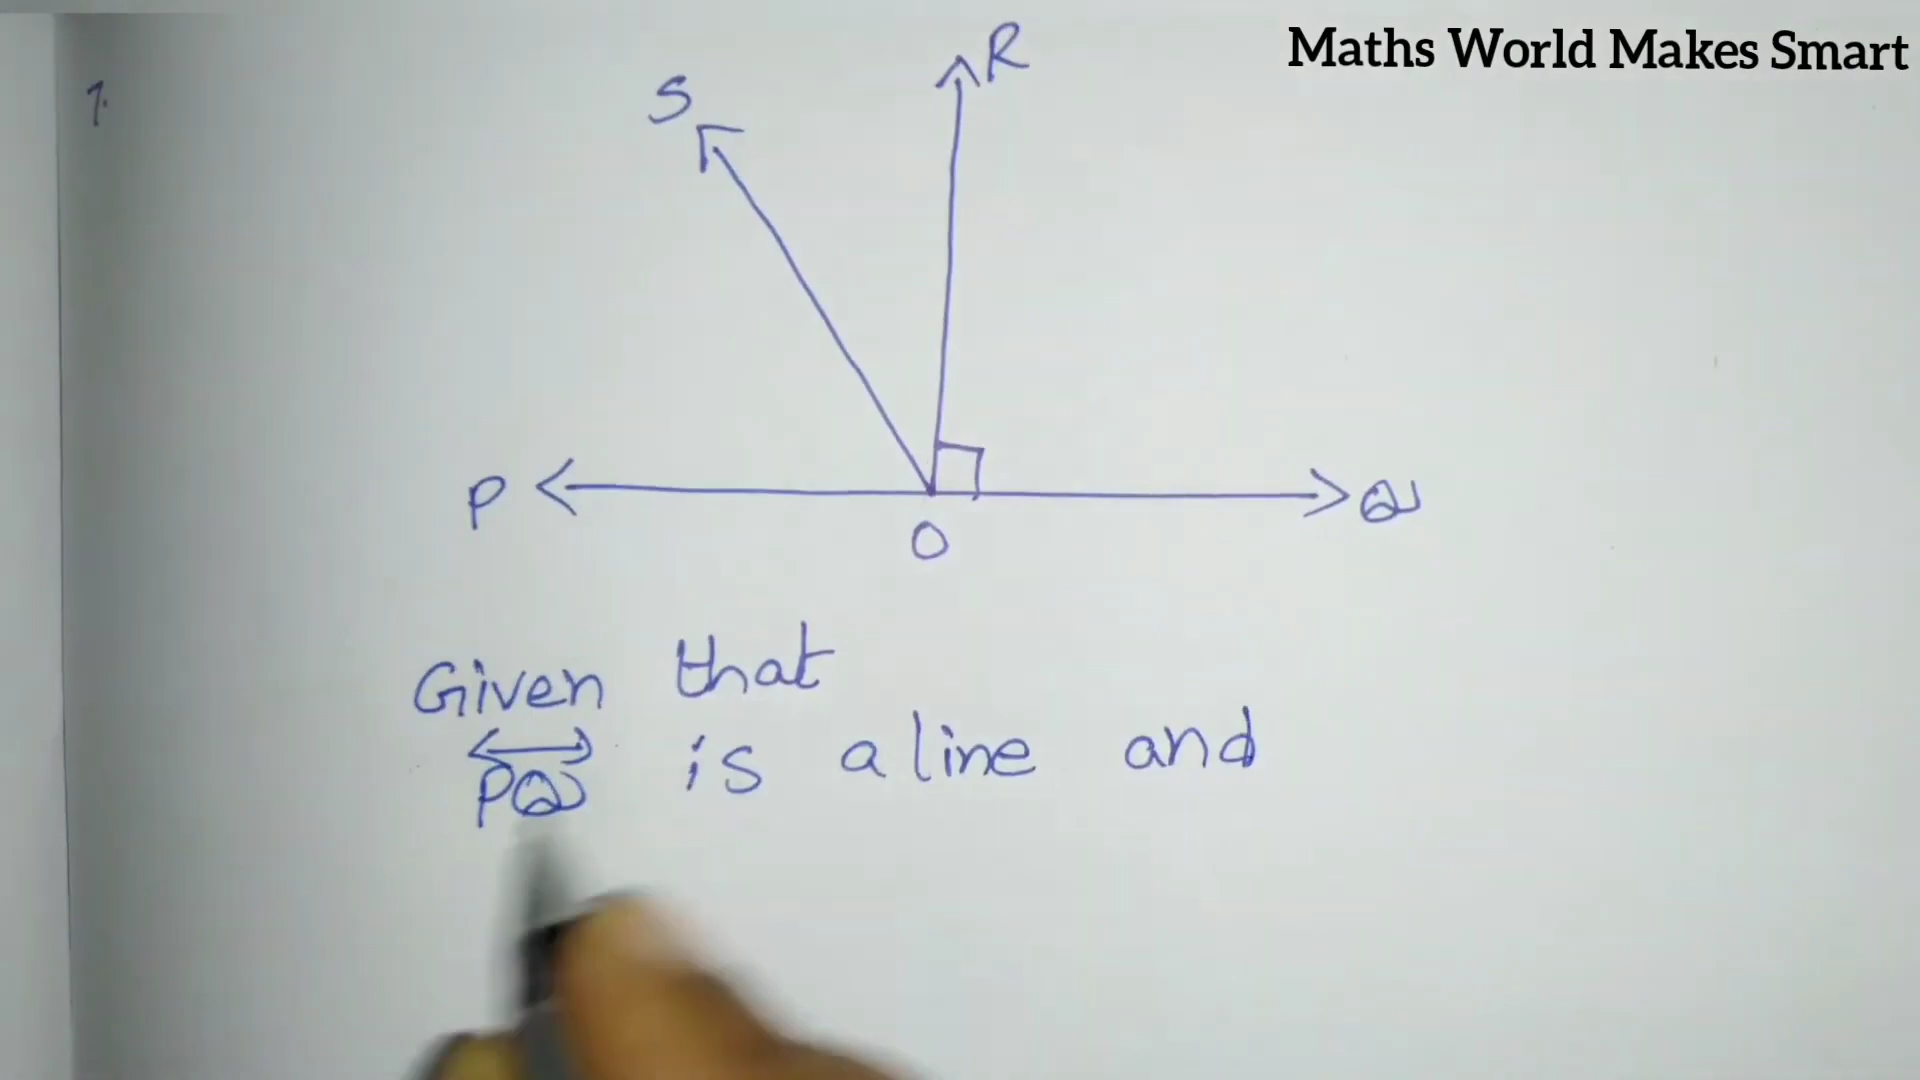 Maths World Makes Smart
1.
R
S
P
Q
O
Given that
PQ is a line and